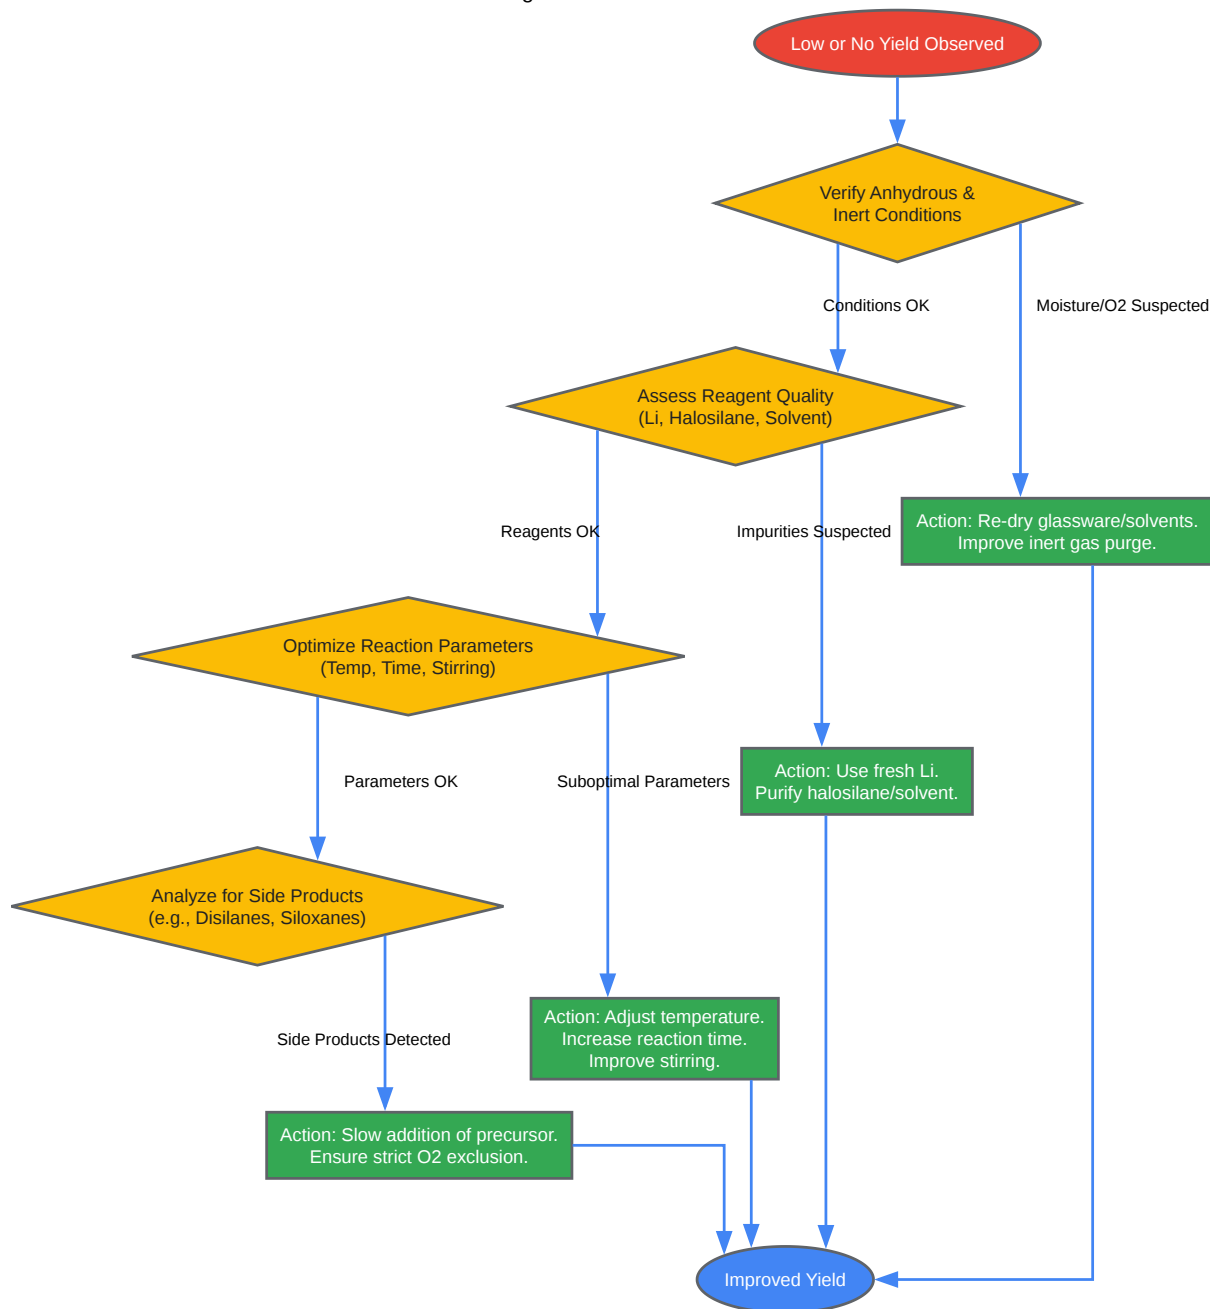 Low or No Yield Observed
Verify Anhydrous &
Inert Conditions
Conditions OK
Moisture/O2 Suspected
Assess Reagent Quality
(Li, Halosilane, Solvent)
Reagents OK
Impurities Suspected
Action: Re-dry glassware/solvents.
Improve inert gas purge.
Optimize Reaction Parameters
(Temp, Time, Stirring)
Parameters OK
Suboptimal Parameters
Action: Use fresh Li.
Purify halosilane/solvent.
Analyze for Side Products
(e.g., Disilanes, Siloxanes)
Side Products Detected
Action: Adjust temperature.
Increase reaction time.
Improve stirring.
Action: Slow addition of precursor.
Ensure strict O2 exclusion.
Improved Yield